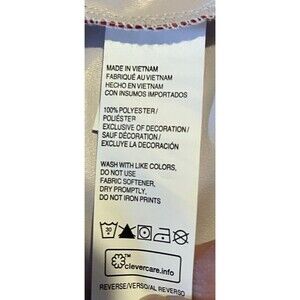 MADE IN VIETNAM
FABRIQUÉ AU VIETNAM
HECHO EN VIETNAM
CON INSUMOS IMPORTADOS
100% POLYESTER/
POLIÉSTER
EXCLUSIVE OF DECORATION/
SAUF DÉCORATION/
EXCLUYE LA DECORACIÓN
WASH WITH LIKE COLORS,
DO NOT USE
FABRIC SOFTENER,
DRY PROMPTLY,
DO NOT IRON PRINTS
30
TM
clevercare.info
REVERSE/VERSO/AL REVERSO